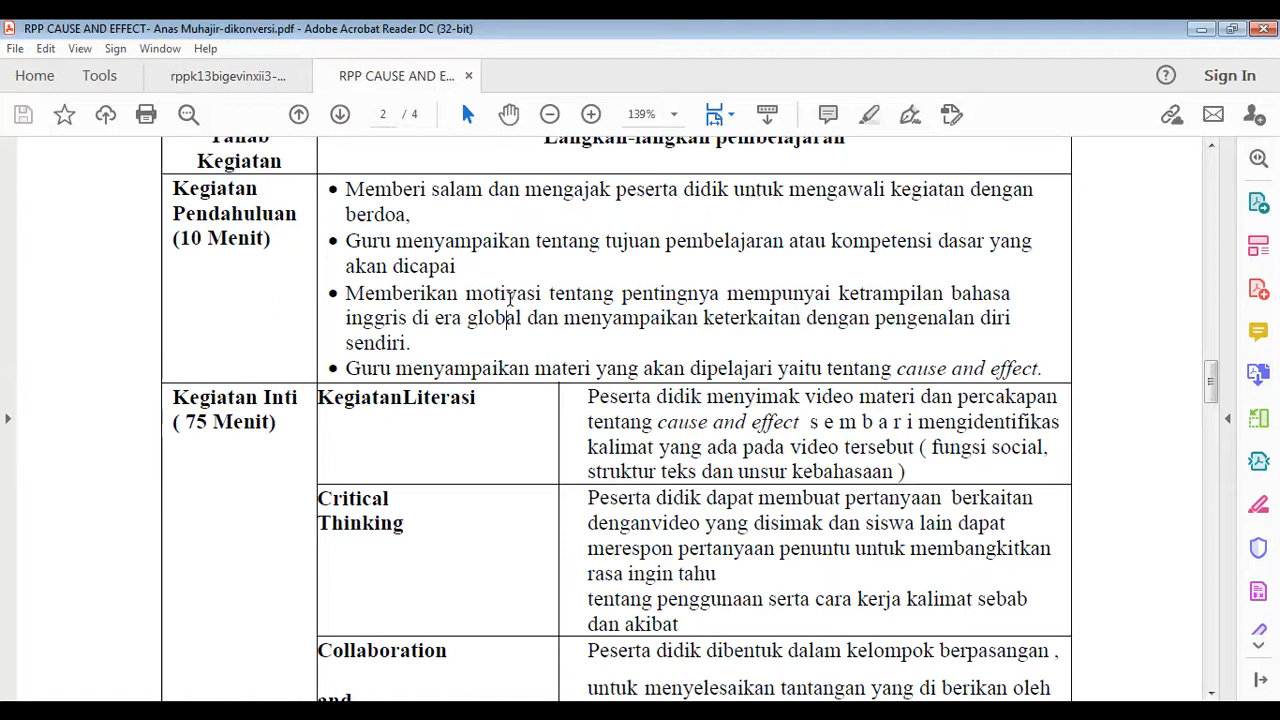 RPP CAUSE AND EFFECT- Anas Muhajir-dikonversi.pdf - Adobe Acrobat Reader DC (32-bit)
File Edit View Sign Window Help
Home Tools rppk13bigevinxii3-... RPP CAUSE AND E... ×
Sign In
2 / 4 139%
Tahap
Kegiatan
Langkah-langkah pembelajaran
Kegiatan
Pendahuluan
(10 Menit)
• Memberi salam dan mengajak peserta didik untuk mengawali kegiatan dengan
berdoa,
• Guru menyampaikan tentang tujuan pembelajaran atau kompetensi dasar yang
akan dicapai
• Memberikan motivasi tentang pentingnya mempunyai ketrampilan bahasa
inggris di era global dan menyampaikan keterkaitan dengan pengenalan diri
sendiri.
• Guru menyampaikan materi yang akan dipelajari yaitu tentang cause and effect.
Kegiatan Inti
( 75 Menit)
KegiatanLiterasi
Peserta didik menyimak video materi dan percakapan
tentang cause and effect s e m b a r i mengidentifikas
kalimat yang ada pada video tersebut ( fungsi social,
struktur teks dan unsur kebahasaan )
Critical
Thinking
Peserta didik dapat membuat pertanyaan berkaitan
denganvideo yang disimak dan siswa lain dapat
merespon pertanyaan penuntu untuk membangkitkan
rasa ingin tahu
tentang penggunaan serta cara kerja kalimat sebab
dan akibat
Collaboration
and
Peserta didik dibentuk dalam kelompok berpasangan ,
untuk menyelesaikan tantangan yang di berikan oleh